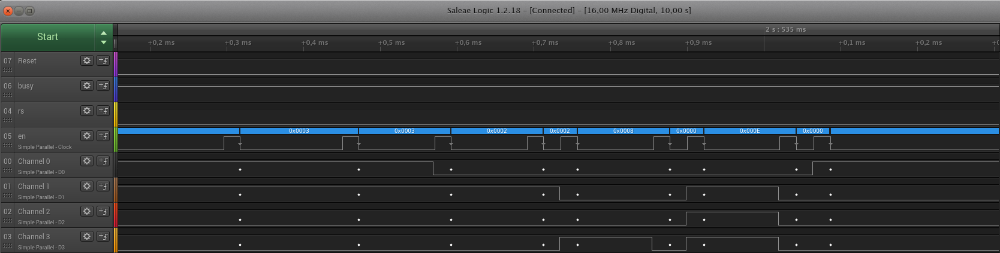 Saleae Logic 1.2.18 – [Connected] – [16,00 MHz Digital, 10,00 s]
Start
2 s : 535 ms
+0,2 ms +0,3 ms +0,4 ms +0,5 ms +0,6 ms +0,7 ms +0,8 ms +0,9 ms +0,1 ms +0,2 ms
07 Reset
06 busy
04 rs
05 en
0x0003 0x0003 0x0002 0x0002 0x0008 0x0000 0x000E 0x0000
Simple Parallel - Clock
00 Channel 0
Simple Parallel - D0
01 Channel 1
Simple Parallel - D1
02 Channel 2
Simple Parallel - D2
03 Channel 3
Simple Parallel - D3